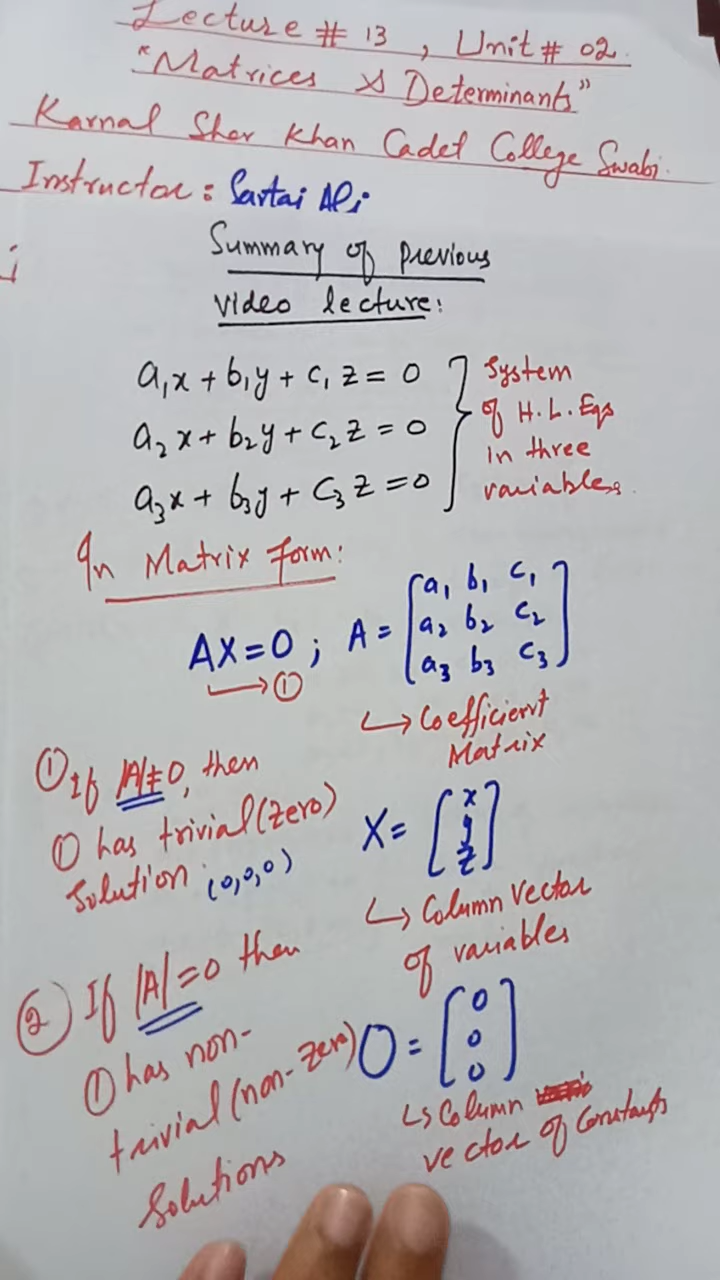 Lecture # 13 , Unit # 02.
"Matrices & Determinants"
Karnal Sher Khan Cadet College Swabi.
Instructor : Sartaj Ali
Summary of previous
video lecture:
a₁x + b₁y + c₁z = 0
a₂x + b₂y + c₂z = 0
a₃x + b₃y + c₃z = 0
System
of H.L.Eqs
in three
variables.
In Matrix form:
AX=0 ; A = [a₁ b₁ c₁
a₂ b₂ c₂
a₃ b₃ c₃]
→ ①
↳ Coefficient
Matrix
① If |A|≠0, then
① has trivial (zero)
Solution. (0,0,0)
X = [x
y
z]
↳ Column Vector
of variables
② If |A|=0 then
① has non-
trivial (non-zero)
Solutions
O = [0
0
0]
↳ Column
vector of Constants